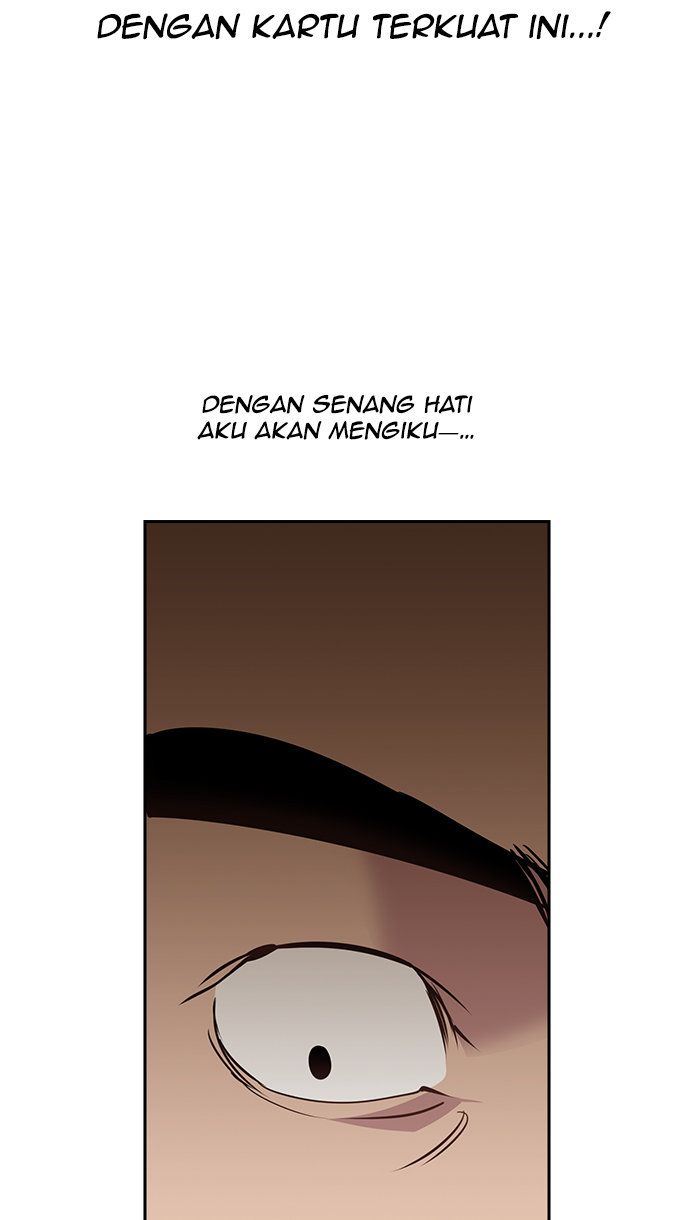 DENGAN KARTU TERKUAT INI...!
DENGAN SENANG HATI
AKU AKAN MENGIKU—...